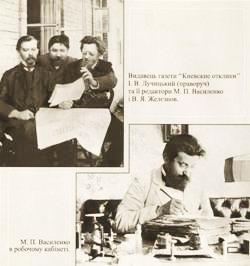 Видавець газети "Киевские отклики"
І. В. Лучицький (праворуч)
та її редактори М. П. Василенко
і В. Я. Железнов.
М. П. Василенко
в робочому кабінеті.